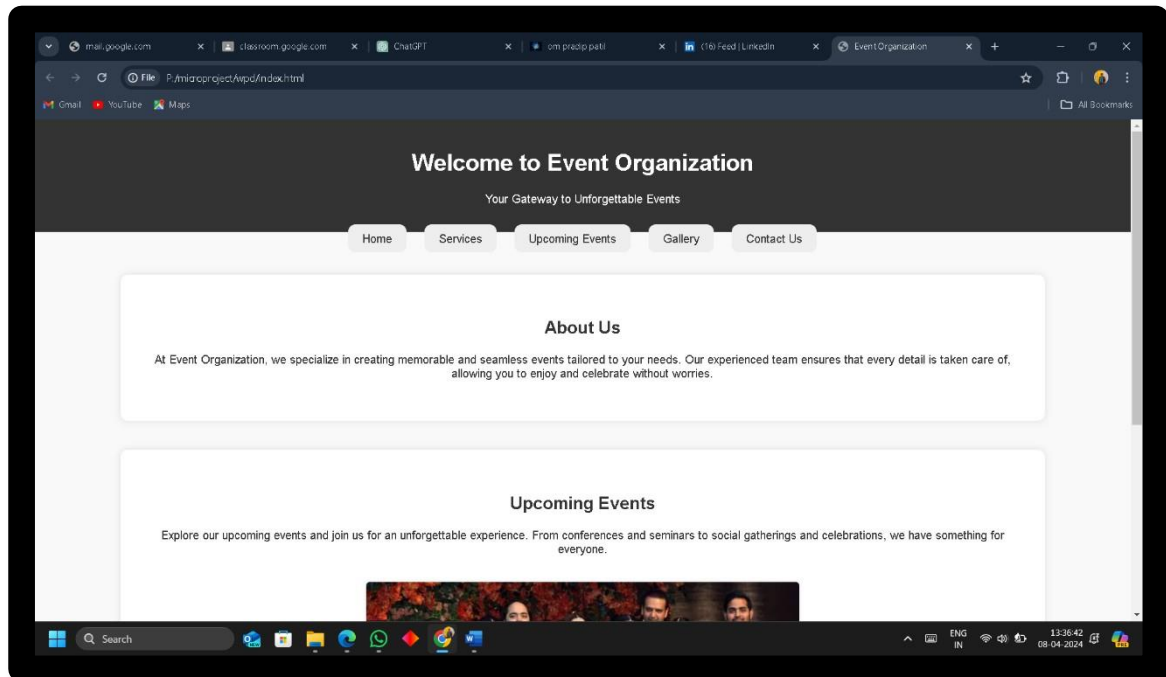 mail.google.com classroom.google.com ChatGPT om pradip patil (16) Feed | LinkedIn Event Organization
File P:/microproject/wpd/index.html
Gmail YouTube Maps All Bookmarks
Welcome to Event Organization
Your Gateway to Unforgettable Events
Home Services Upcoming Events Gallery Contact Us
About Us
At Event Organization, we specialize in creating memorable and seamless events tailored to your needs. Our experienced team ensures that every detail is taken care of,
allowing you to enjoy and celebrate without worries.
Upcoming Events
Explore our upcoming events and join us for an unforgettable experience. From conferences and seminars to social gatherings and celebrations, we have something for
everyone.
Search ENG 13:36:42
IN 08-04-2024